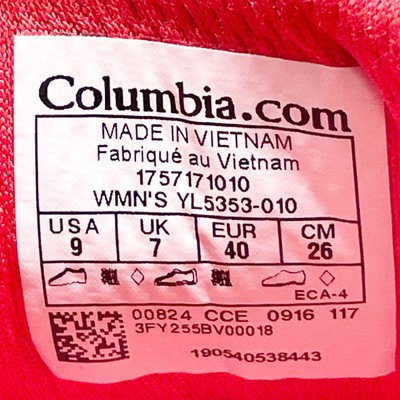 Columbia.com
MADE IN VIETNAM
Fabriqué au Vietnam
1757171010
WMN'S YL5353-010
USA UK EUR CM
9 7 40 26
ECA-4
00824 CCE 0916 117
3FY255BV00018
190540538443